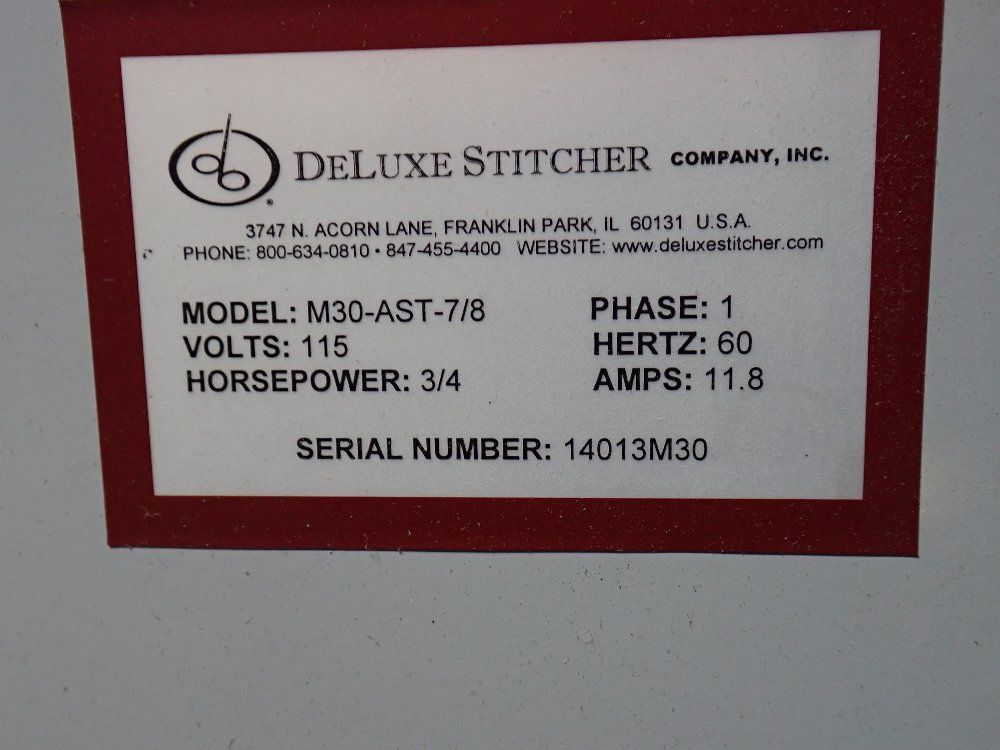 DELUXE STITCHER COMPANY, INC.
3747 N. ACORN LANE, FRANKLIN PARK, IL 60131 U.S.A.
PHONE: 800-634-0810 • 847-455-4400 WEBSITE: www.deluxestitcher.com
MODEL: M30-AST-7/8 PHASE: 1
VOLTS: 115 HERTZ: 60
HORSEPOWER: 3/4 AMPS: 11.8
SERIAL NUMBER: 14013M30